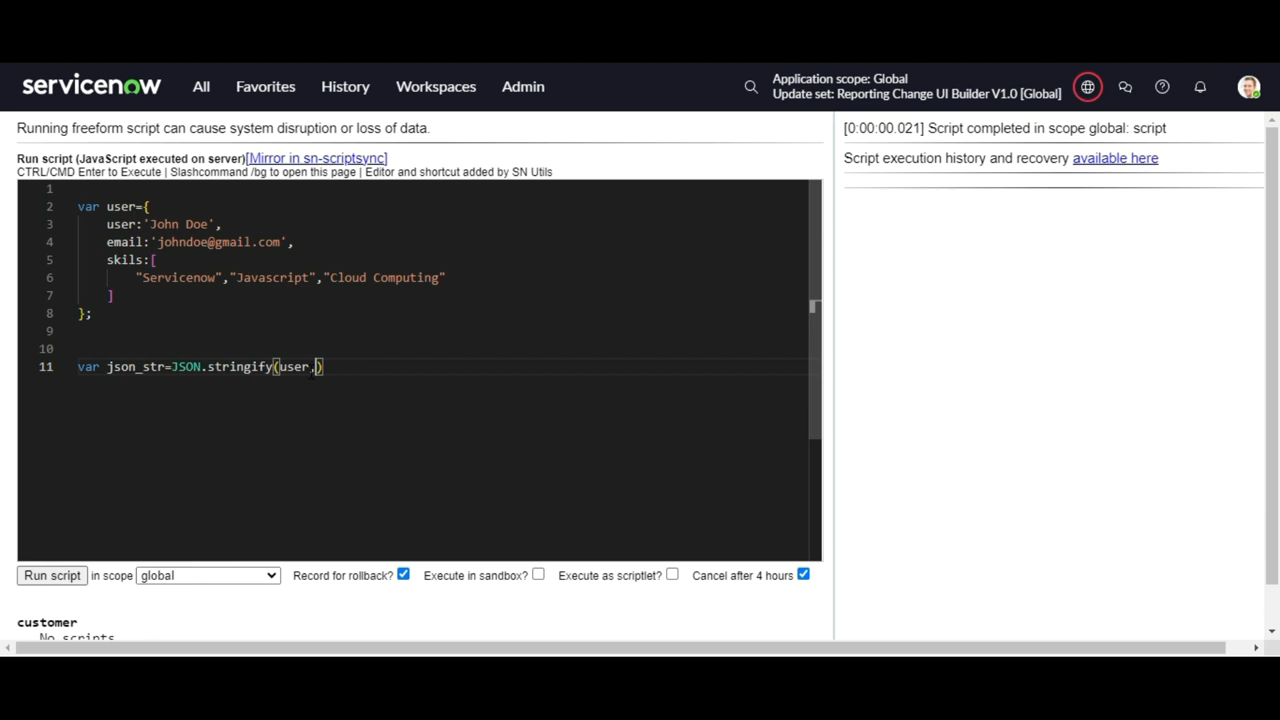 servicenow All Favorites History Workspaces Admin
Application scope: Global
Update set: Reporting Change UI Builder V1.0 [Global]
Running freeform script can cause system disruption or loss of data.
Run script (JavaScript executed on server)[Mirror in sn-scriptsync]
CTRL/CMD Enter to Execute | Slashcommand /bg to open this page | Editor and shortcut added by SN Utils
1
2 var user={
3 user:'John Doe',
4 email:'johndoe@gmail.com',
5 skils:[
6 "Servicenow","Javascript","Cloud Computing"
7 ]
8 };
9
10
11 var json_str=JSON.stringify(user,)
Run script in scope global Record for rollback? Execute in sandbox? Execute as scriptlet? Cancel after 4 hours
customer
No scripts
[0:00:00.021] Script completed in scope global: script
Script execution history and recovery available here